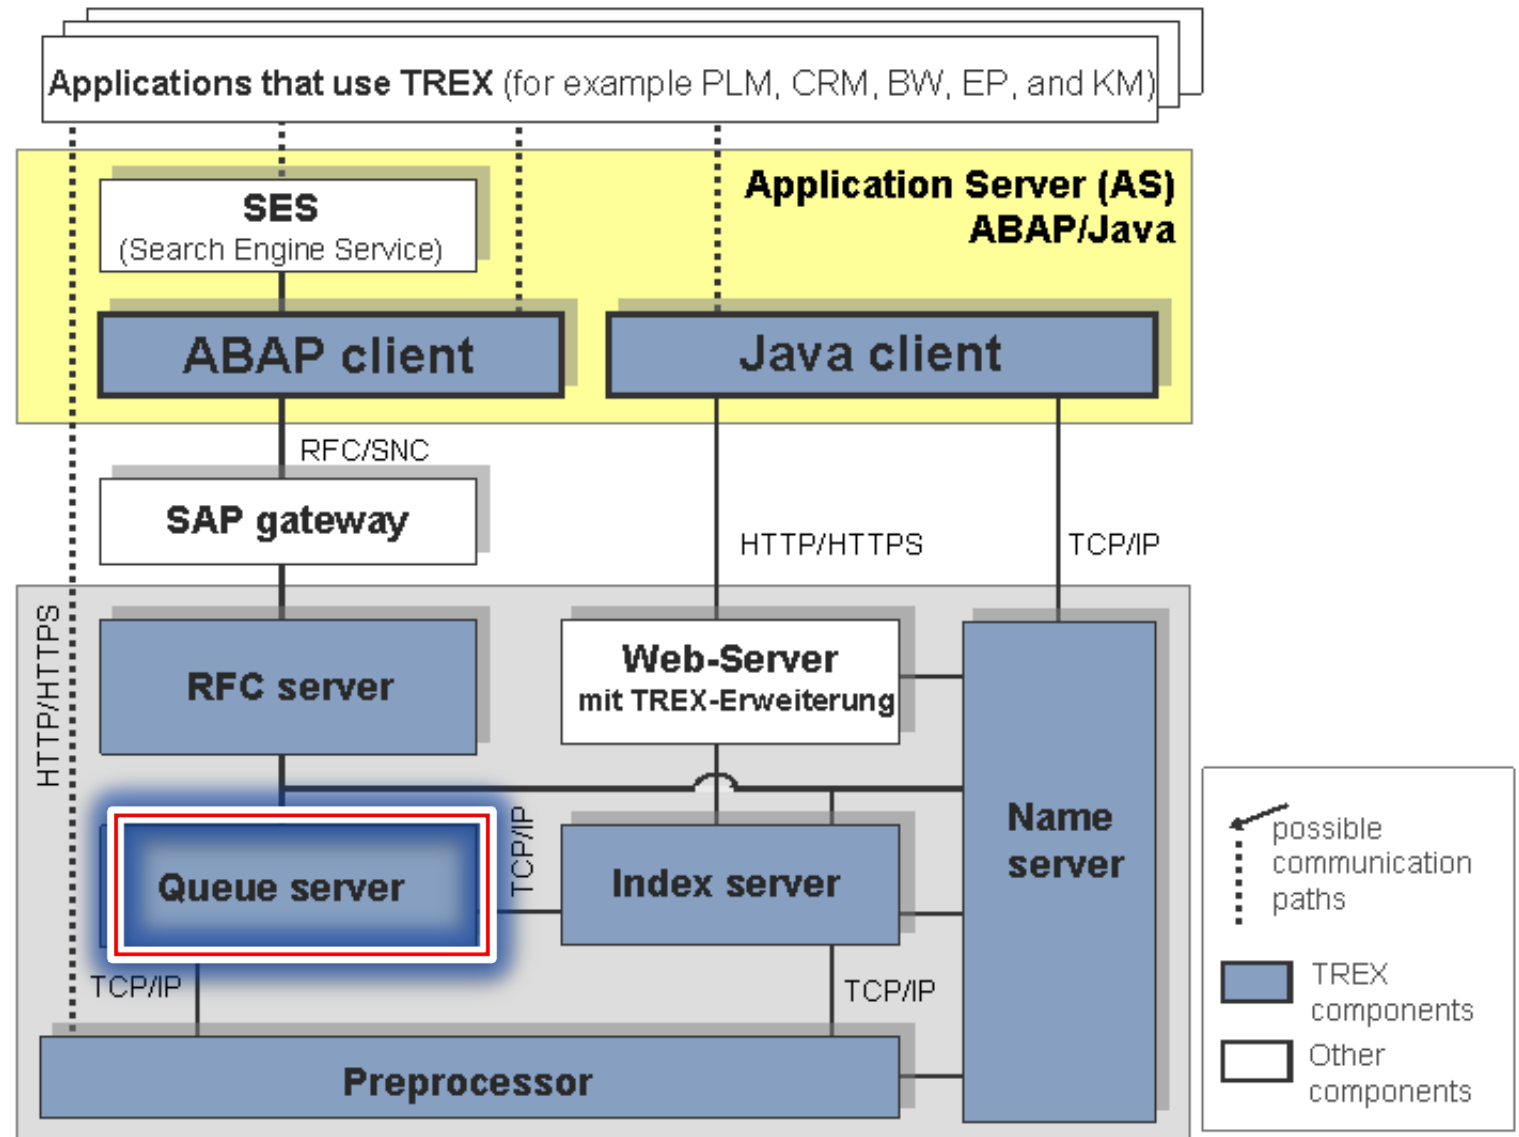 Applications that use TREX (for example PLM, CRM, BW, EP, and KM)
Application Server (AS)
ABAP/Java
SES
(Search Engine Service)
ABAP client
Java client
RFC/SNC
SAP gateway
HTTP/HTTPS
TCP/IP
HTTP/HTTPS
RFC server
Web-Server
mit TREX-Erweiterung
Name
server
Queue server
TCP/IP
Index server
TCP/IP
TCP/IP
Preprocessor
possible
communication
paths
TREX
components
Other
components